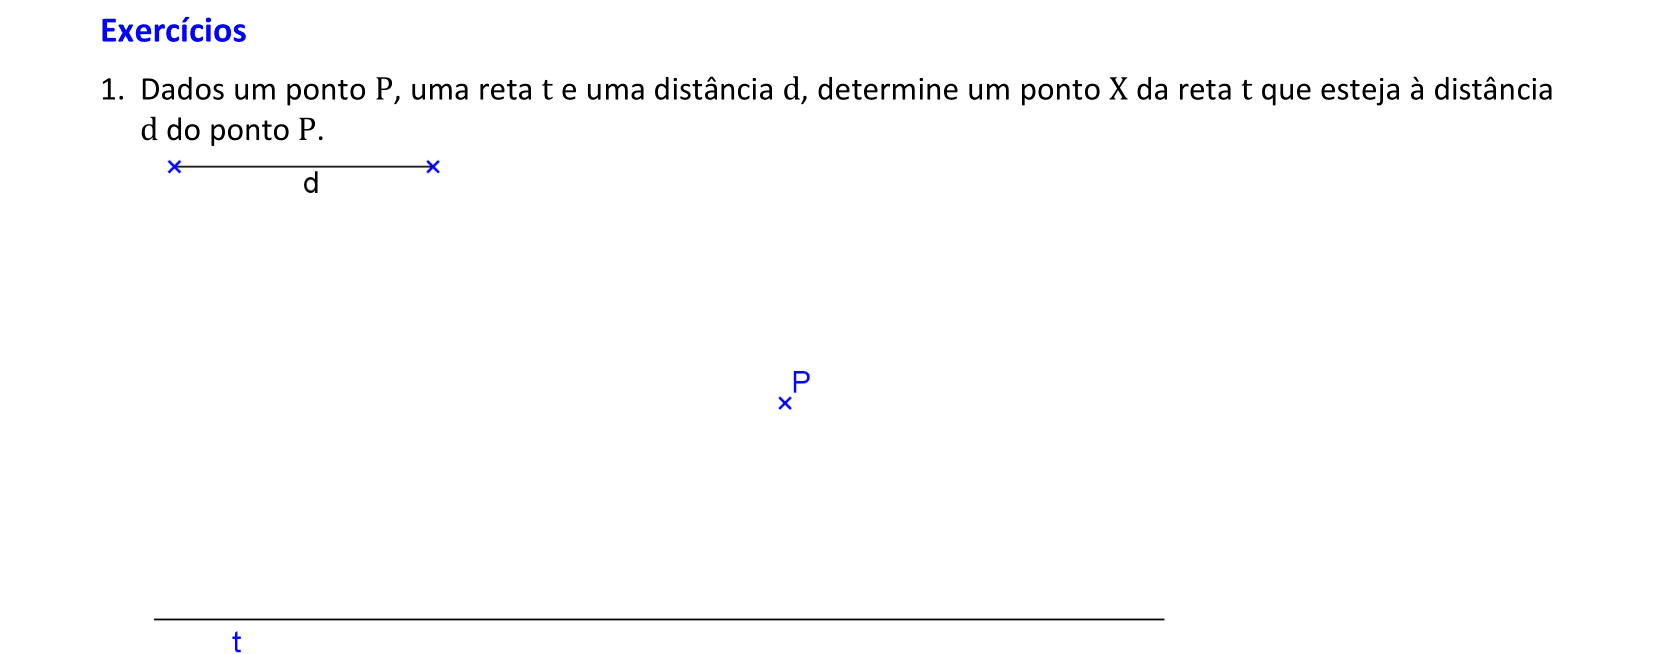 Exercícios
1. Dados um ponto P, uma reta t e uma distância d, determine um ponto X da reta t que esteja à distância
d do ponto P.
d
P
t